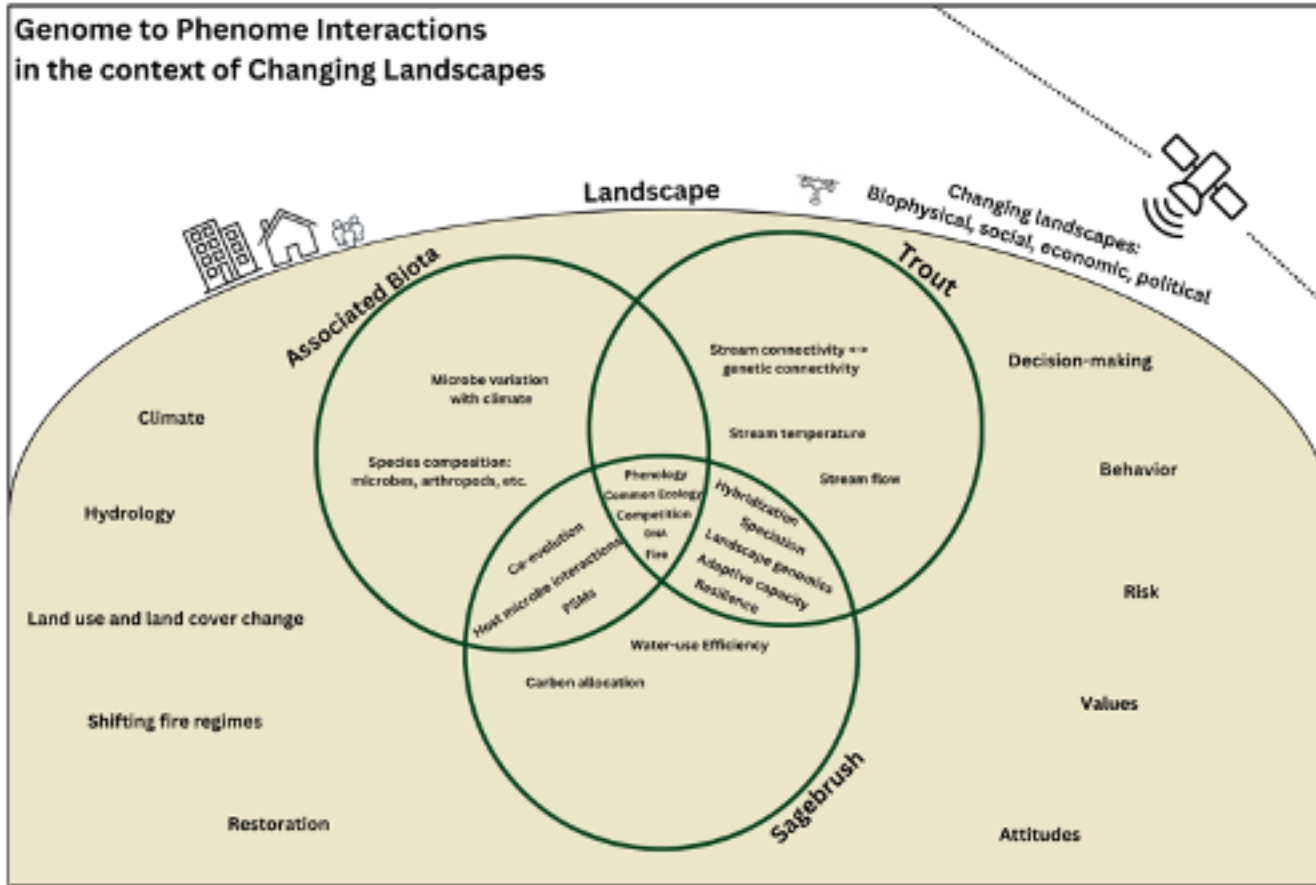 Genome to Phenome Interactions
in the context of Changing Landscapes
Landscape
Changing landscapes:
Biophysical, social, economic, political
Associated Biota
Trout
Microbe variation
with climate
Species composition:
microbes, arthropods, etc.
Stream connectivity <->
genetic connectivity
Stream temperature
Stream flow
Phenology
Common Ecology
Competition
DNA
Fire
Hybridization
Speciation
Landscape genomics
Adaptive capacity
Resilience
Co-evolution
Host microbe interactions
PSMs
Water-use Efficiency
Carbon allocation
Sagebrush
Climate
Hydrology
Land use and land cover change
Shifting fire regimes
Restoration
Decision-making
Behavior
Risk
Values
Attitudes